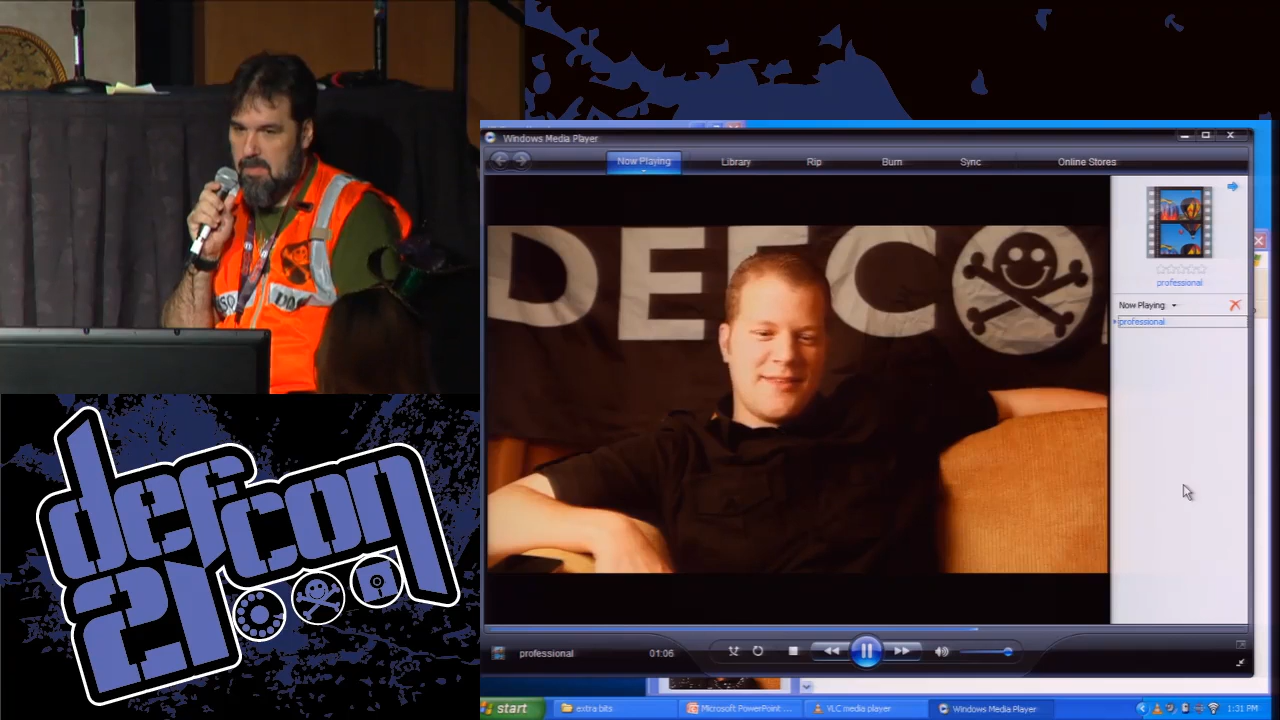 Windows Media Player
Now Playing
Library
Rip
Burn
Sync
Online Stores
DEFC
professional
Now Playing
professional
defcon
21
professional
01:06
start
extra bits
Microsoft PowerPoint ...
VLC media player
Windows Media Player
1:31 PM